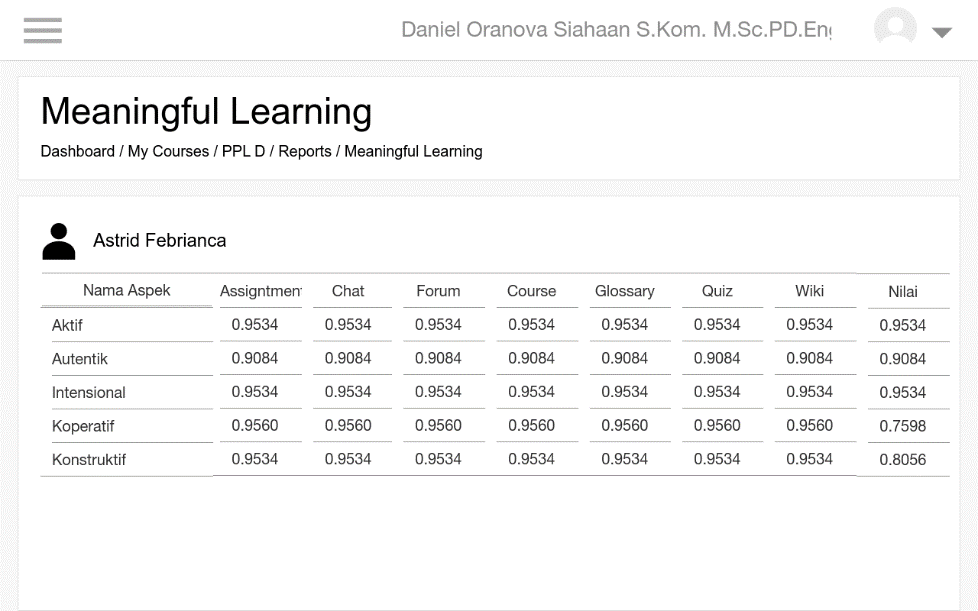 Daniel Oranova Siahaan S.Kom. M.Sc.PD.Eng
Meaningful Learning
Dashboard / My Courses / PPL D / Reports / Meaningful Learning
Astrid Febrianca
Nama Aspek Assigntment Chat Forum Course Glossary Quiz Wiki Nilai
Aktif 0.9534 0.9534 0.9534 0.9534 0.9534 0.9534 0.9534 0.9534
Autentik 0.9084 0.9084 0.9084 0.9084 0.9084 0.9084 0.9084 0.9084
Intensional 0.9534 0.9534 0.9534 0.9534 0.9534 0.9534 0.9534 0.9534
Koperatif 0.9560 0.9560 0.9560 0.9560 0.9560 0.9560 0.9560 0.7598
Konstruktif 0.9534 0.9534 0.9534 0.9534 0.9534 0.9534 0.9534 0.8056